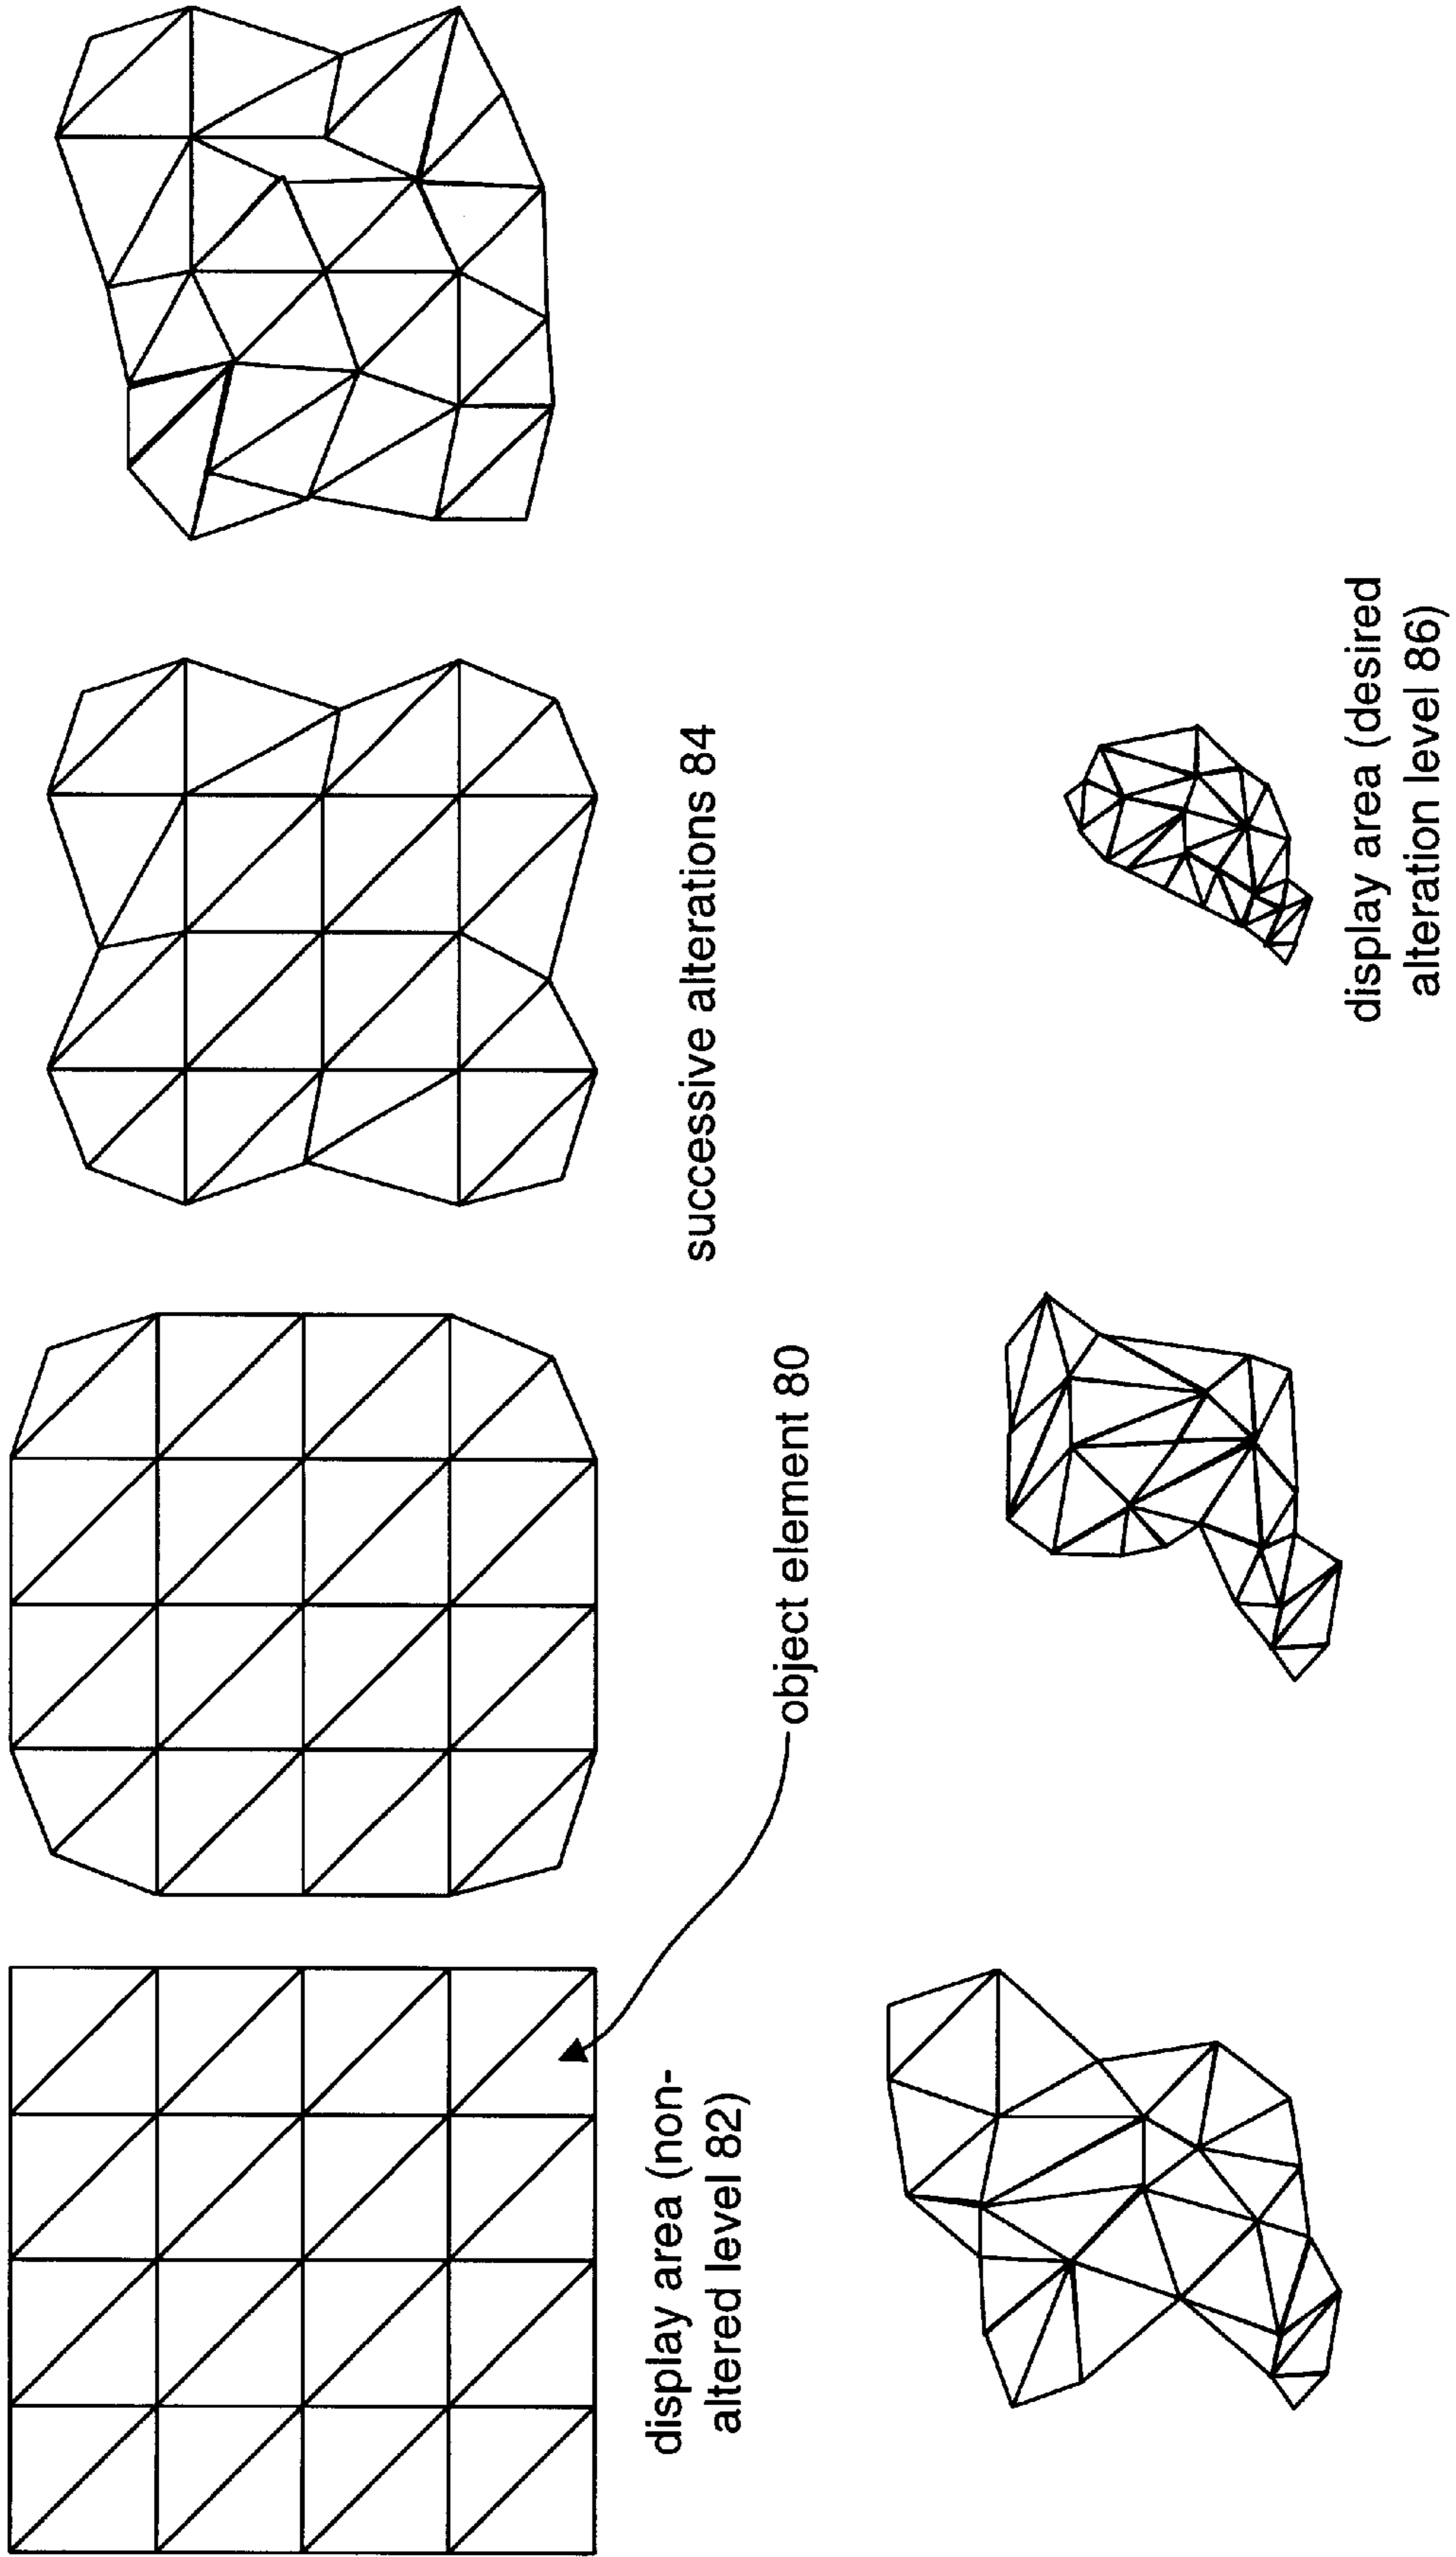 display area (non-
altered level 82)
object element 80
successive alterations 84
display area (desired
alteration level 86)